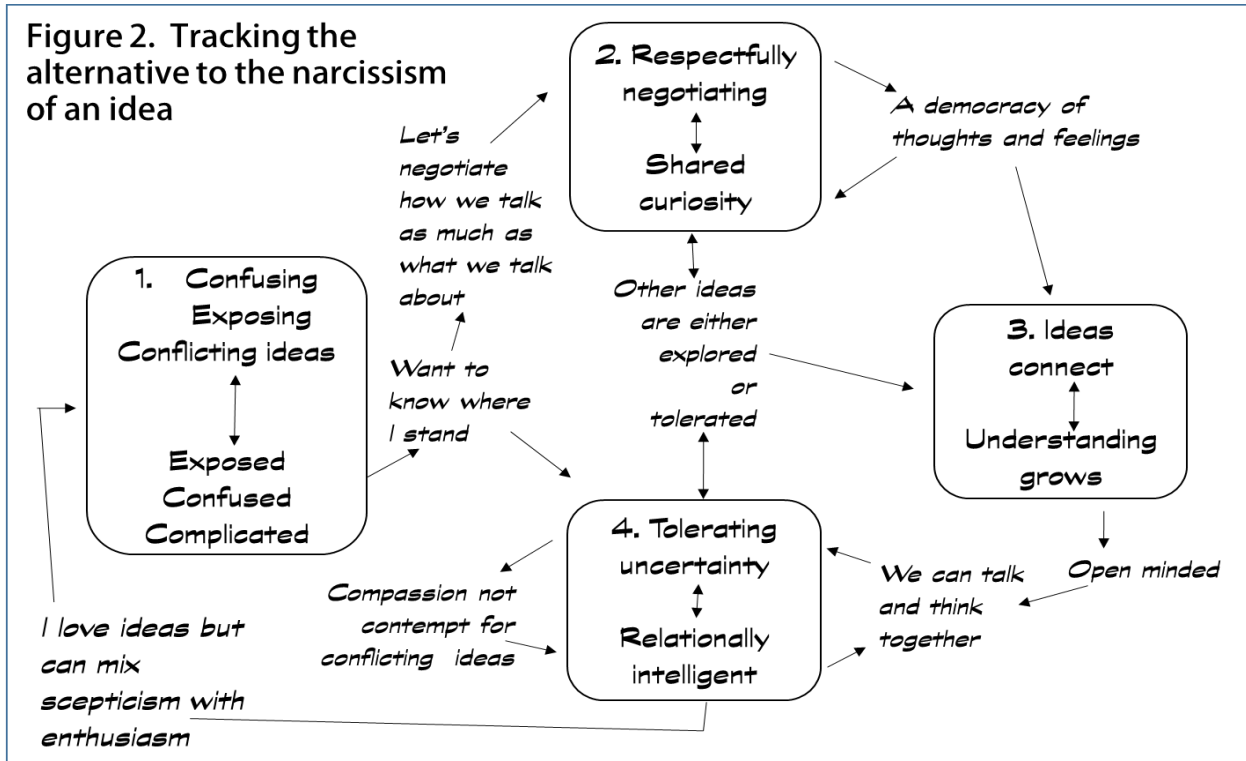 Figure 2. Tracking the
alternative to the narcissism
of an idea
2. Respectfully
negotiating
Shared
curiosity
A democracy of
thoughts and feelings
Let's
negotiate
how we talk
as much as
what we talk
about
1. Confusing
Exposing
Conflicting ideas
Exposed
Confused
Complicated
Want to
know where
I stand
Other ideas
are either
explored
or
tolerated
3. Ideas
connect
Understanding
grows
4. Tolerating
uncertainty
Relationally
intelligent
Compassion not
contempt for
conflicting ideas
We can talk
and think
together
Open minded
I love ideas but
can mix
scepticism with
enthusiasm